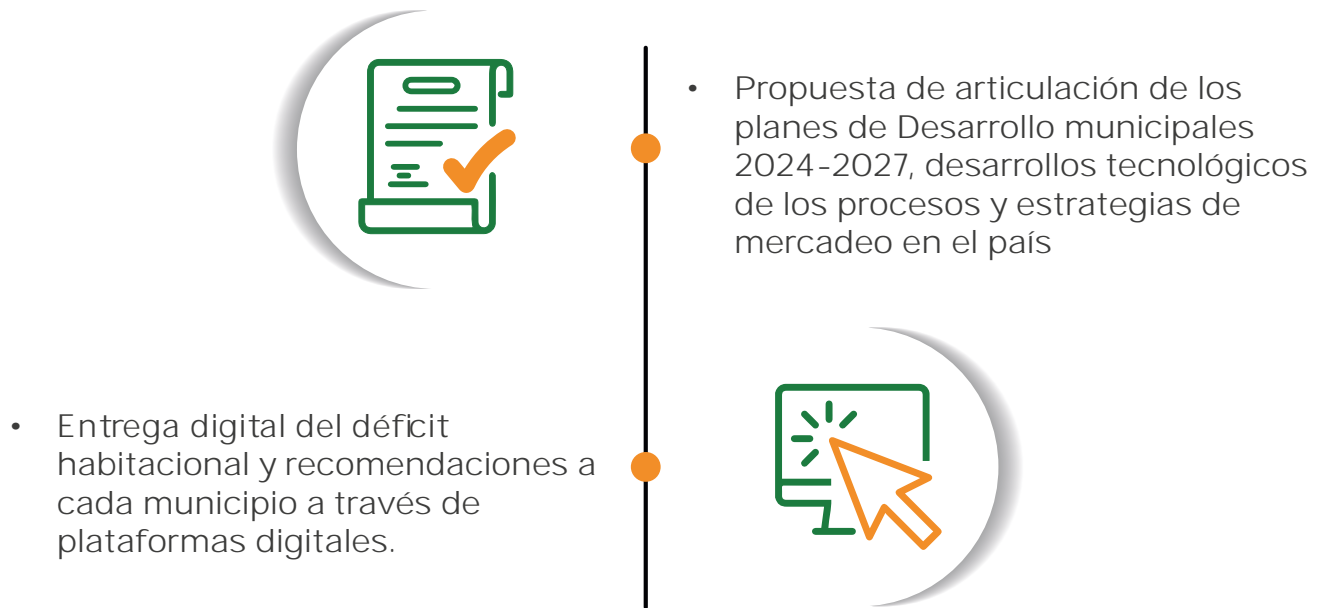 • Propuesta de articulación de los
planes de Desarrollo municipales
2024-2027, desarrollos tecnológicos
de los procesos y estrategias de
mercadeo en el país
• Entrega digital del déficit
habitacional y recomendaciones a
cada municipio a través de
plataformas digitales.